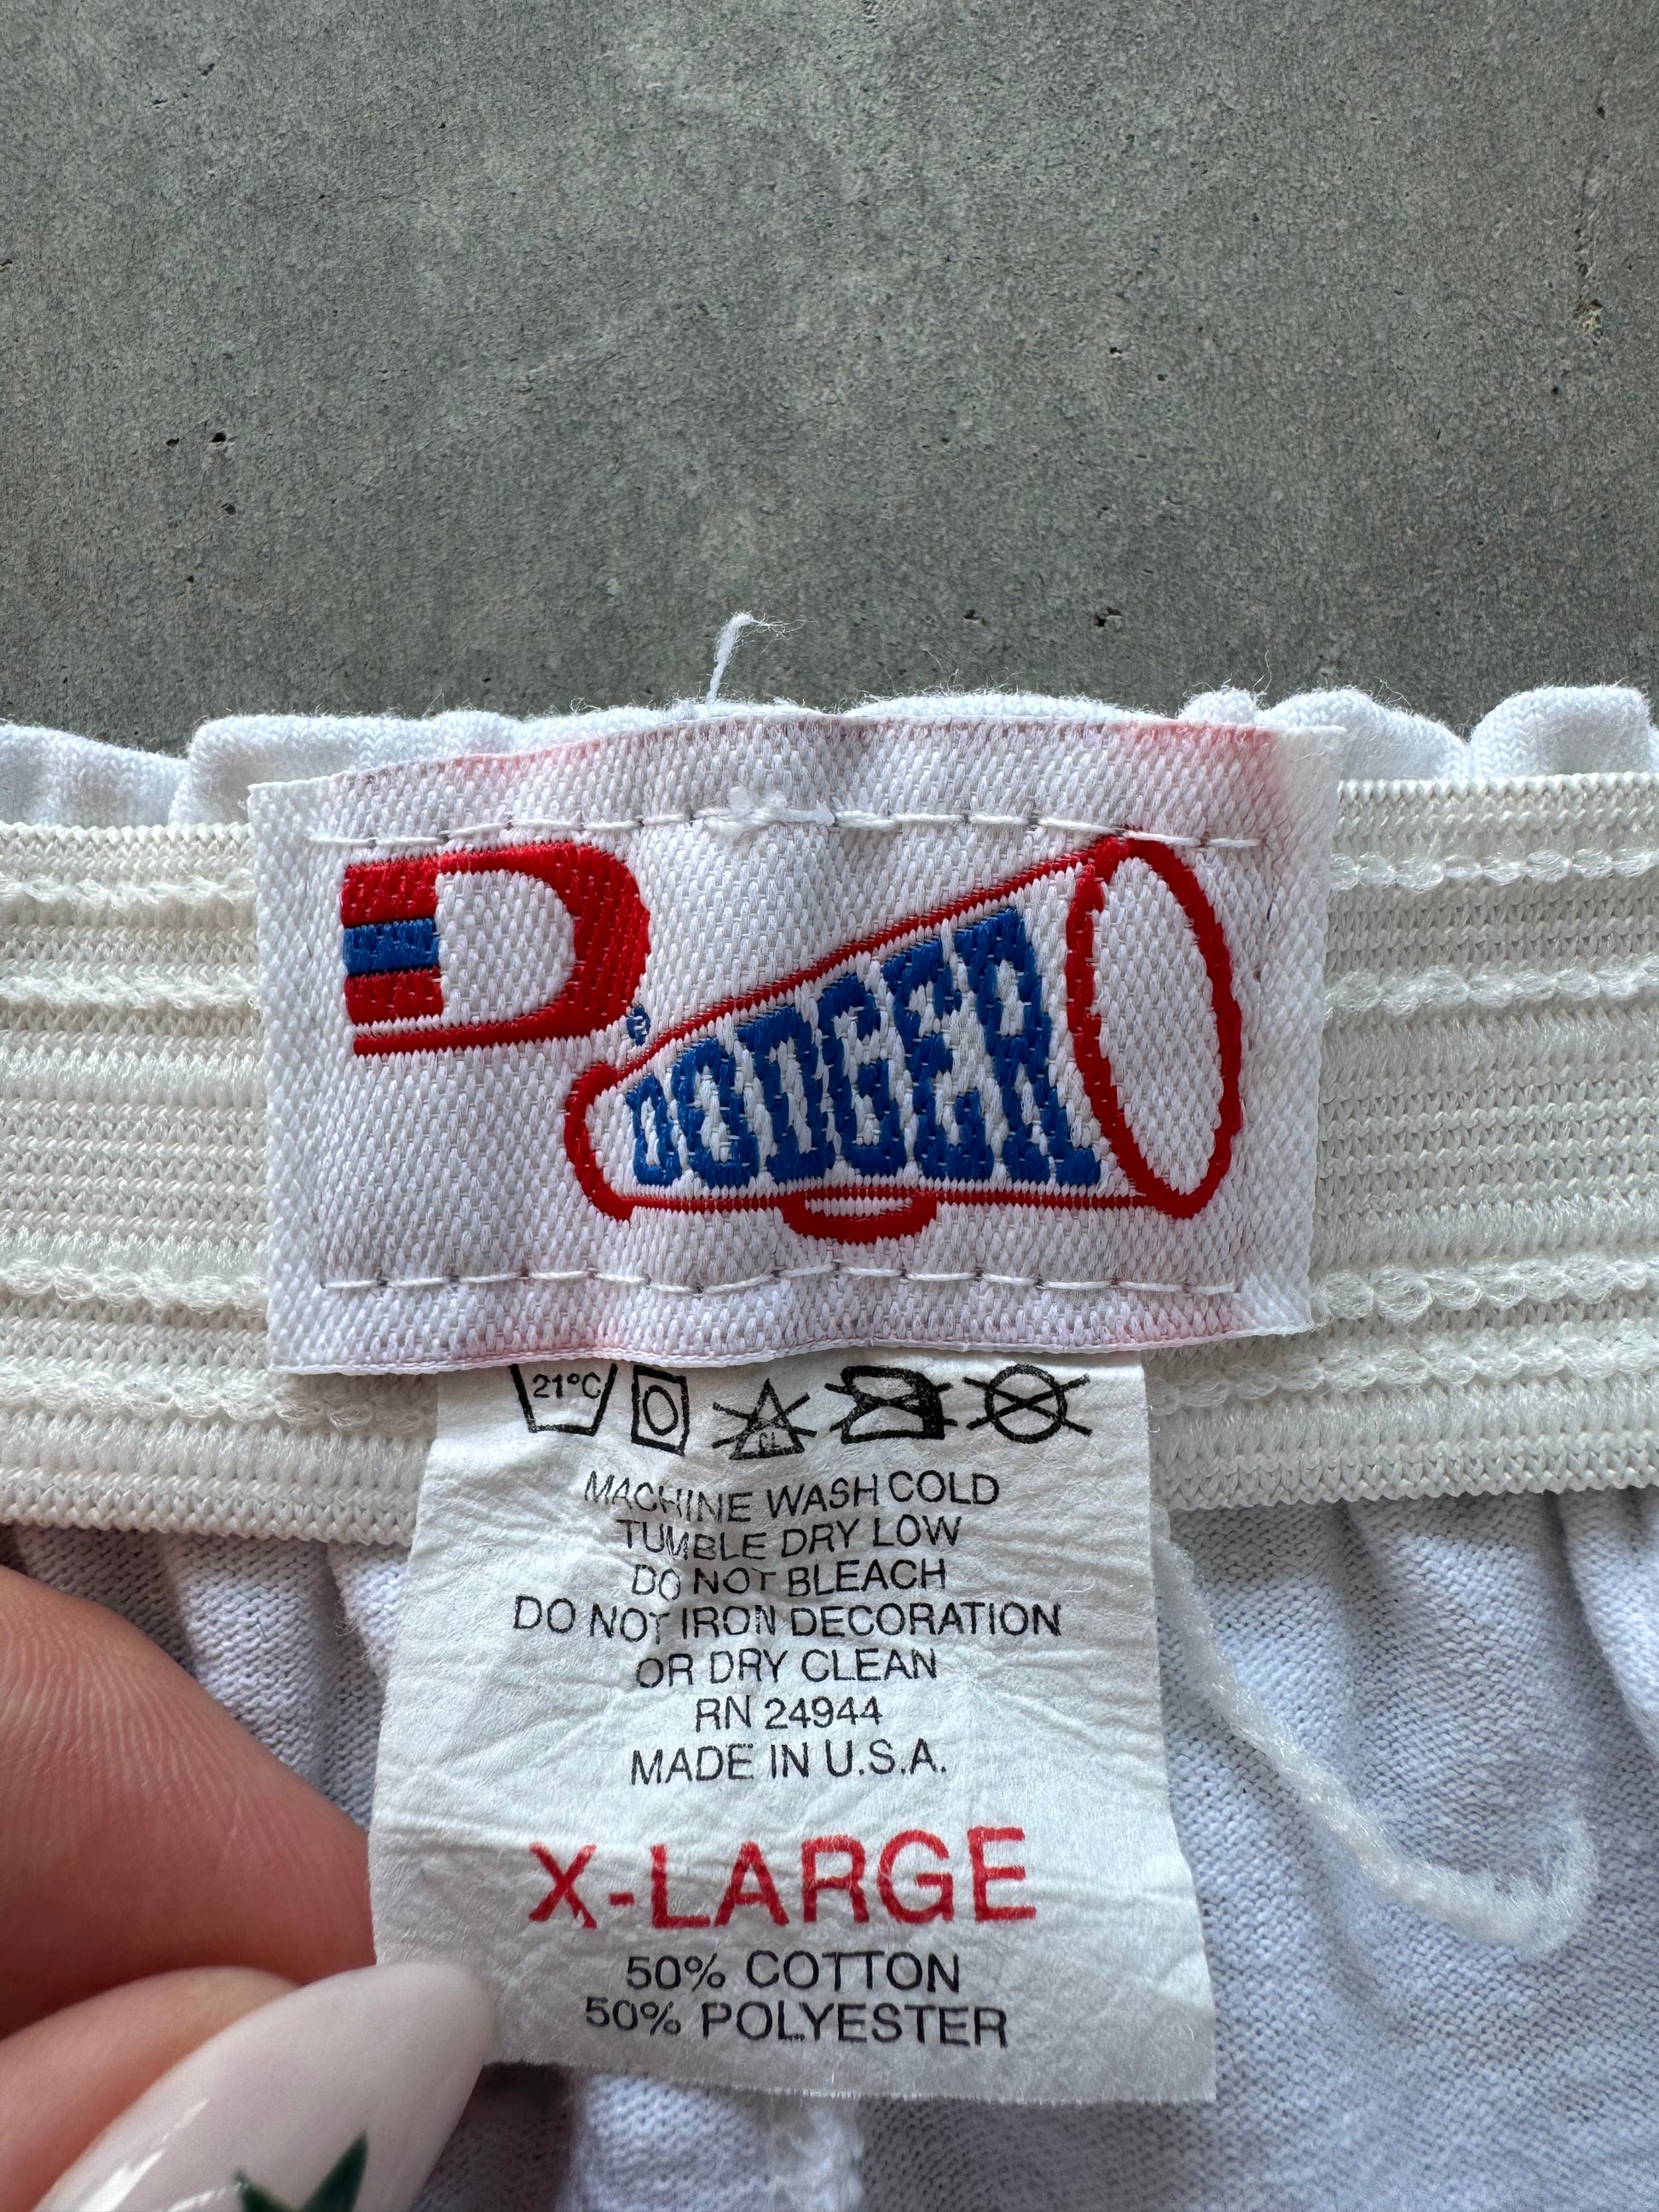 D
DODGER
21°C
CL
MACHINE WASH COLD
TUMBLE DRY LOW
DO NOT BLEACH
DO NOT IRON DECORATION
OR DRY CLEAN
RN 24944
MADE IN U.S.A.
X-LARGE
50% COTTON
50% POLYESTER